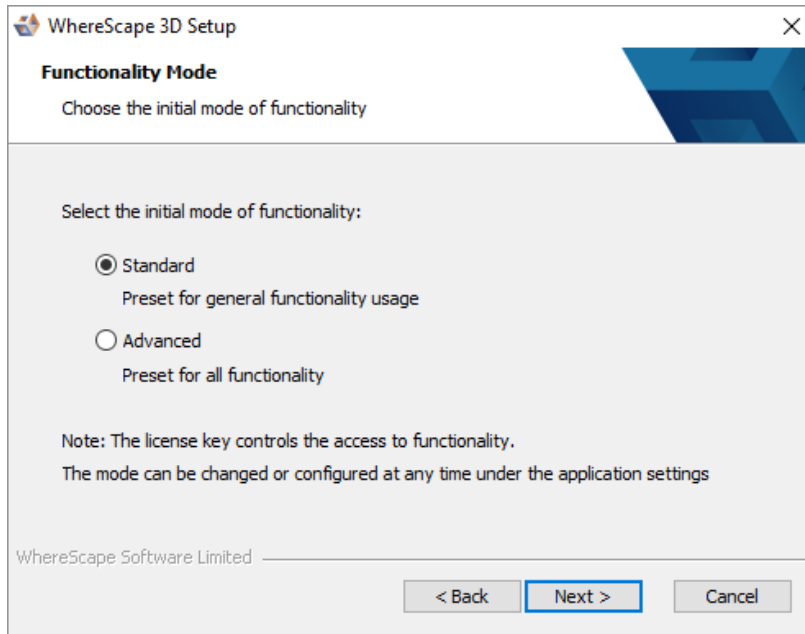 WhereScape 3D Setup
Functionality Mode
Choose the initial mode of functionality
Select the initial mode of functionality:
Standard
Preset for general functionality usage
Advanced
Preset for all functionality
Note: The license key controls the access to functionality.
The mode can be changed or configured at any time under the application settings
WhereScape Software Limited
< Back Next > Cancel